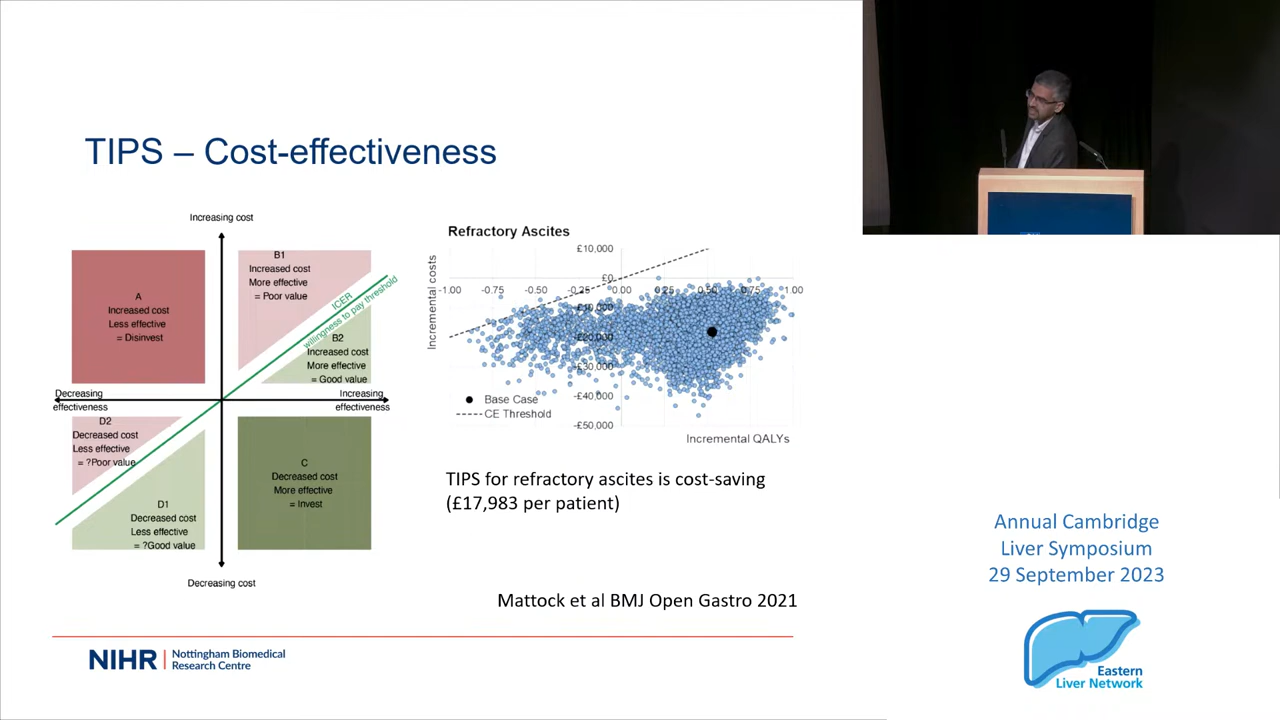 TIPS – Cost-effectiveness
Increasing cost
A
Increased cost
Less effective
= Disinvest
B1
Increased cost
More effective
= Poor value
ICER
willingness to pay threshold
B2
Increased cost
More effective
= Good value
Decreasing
effectiveness
Increasing
effectiveness
D2
Decreased cost
Less effective
= ?Poor value
D1
Decreased cost
Less effective
= ?Good value
C
Decreased cost
More effective
= Invest
Decreasing cost
Refractory Ascites
Incremental costs
£10,000
£0
-1.00 -0.75 -0.50 -0.25 0.00 0.25 0.50 0.75 1.00
-£10,000
-£20,000
-£30,000
-£40,000
-£50,000
Base Case
CE Threshold
Incremental QALYs
TIPS for refractory ascites is cost-saving
(£17,983 per patient)
Mattock et al BMJ Open Gastro 2021
NIHR | Nottingham Biomedical
Research Centre
Annual Cambridge
Liver Symposium
29 September 2023
Eastern
Liver Network